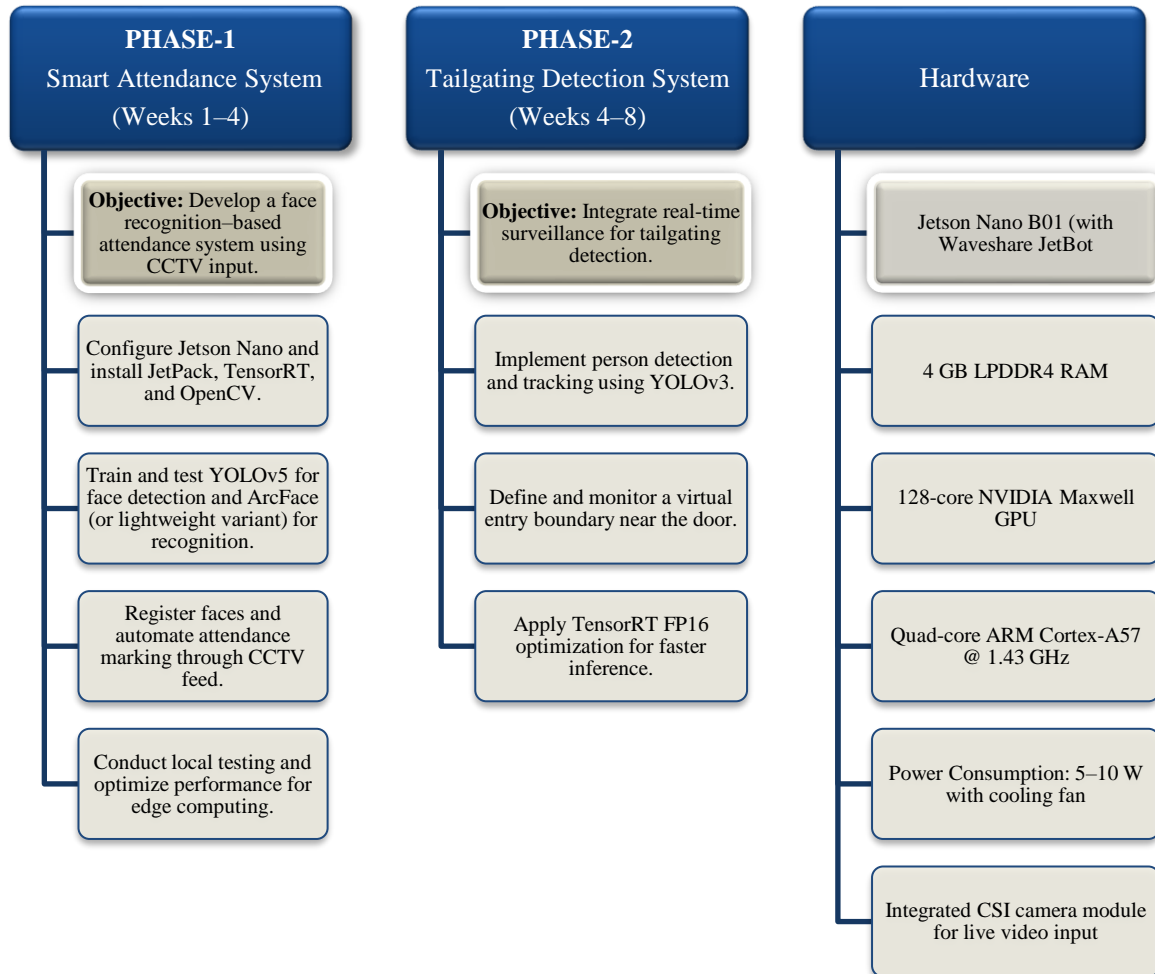 PHASE-1
Smart Attendance System
(Weeks 1–4)
Objective: Develop a face
recognition–based
attendance system using
CCTV input.
Configure Jetson Nano and
install JetPack, TensorRT,
and OpenCV.
Train and test YOLOv5 for
face detection and ArcFace
(or lightweight variant) for
recognition.
Register faces and
automate attendance
marking through CCTV
feed.
Conduct local testing and
optimize performance for
edge computing.
PHASE-2
Tailgating Detection System
(Weeks 4–8)
Objective: Integrate real-time
surveillance for tailgating
detection.
Implement person detection
and tracking using YOLOv3.
Define and monitor a virtual
entry boundary near the door.
Apply TensorRT FP16
optimization for faster
inference.
Hardware
Jetson Nano B01 (with
Waveshare JetBot
4 GB LPDDR4 RAM
128-core NVIDIA Maxwell
GPU
Quad-core ARM Cortex-A57
@ 1.43 GHz
Power Consumption: 5–10 W
with cooling fan
Integrated CSI camera module
for live video input